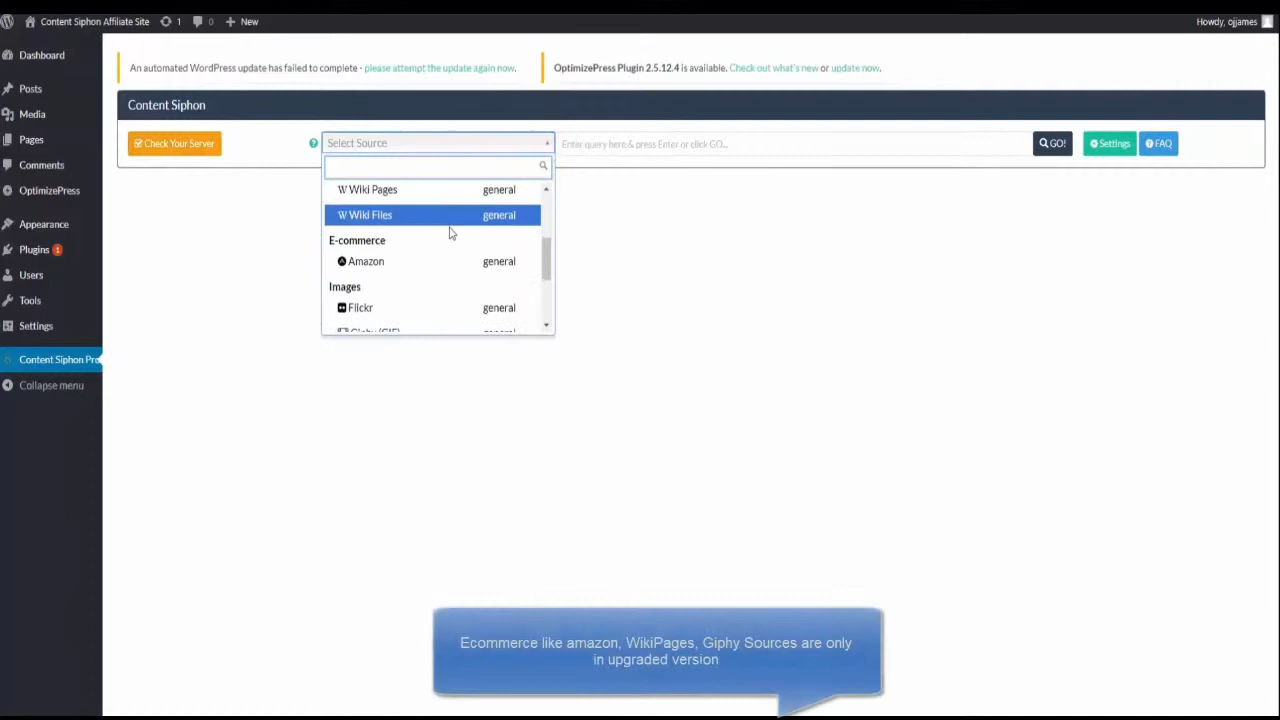 Content Siphon Affiliate Site 1 0 New Howdy, ojjames
Dashboard
Posts
Media
Pages
Comments
OptimizePress
Appearance
Plugins 1
Users
Tools
Settings
Content Siphon Pro
Collapse menu
An automated WordPress update has failed to complete - please attempt the update again now.
OptimizePress Plugin 2.5.12.4 is available. Check out what's new or update now.
Content Siphon
Check Your Server
Select Source
Enter query here & press Enter or click GO...
GO!
Settings
FAQ
Wiki Pages general
Wiki Files general
E-commerce
Amazon general
Images
Flickr general
Giphy (GIF) general
Ecommerce like amazon, WikiPages, Giphy Sources are only
in upgraded version